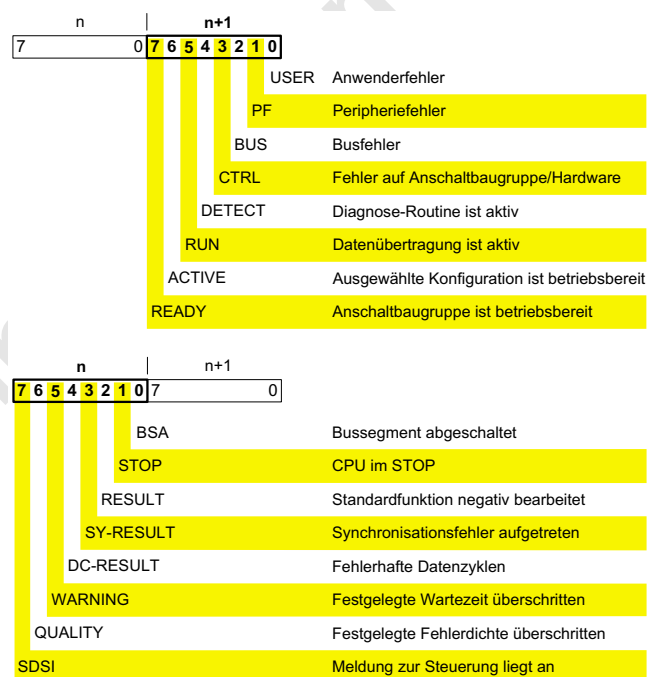 n n+1
7 0 7 6 5 4 3 2 1 0
USER Anwenderfehler
PF Peripheriefehler
BUS Busfehler
CTRL Fehler auf Anschaltbaugruppe/Hardware
DETECT Diagnose-Routine ist aktiv
RUN Datenübertragung ist aktiv
ACTIVE Ausgewählte Konfiguration ist betriebsbereit
READY Anschaltbaugruppe ist betriebsbereit
n n+1
7 6 5 4 3 2 1 0 7 0
BSA Bussegment abgeschaltet
STOP CPU im STOP
RESULT Standardfunktion negativ bearbeitet
SY-RESULT Synchronisationsfehler aufgetreten
DC-RESULT Fehlerhafte Datenzyklen
WARNING Festgelegte Wartezeit überschritten
QUALITY Festgelegte Fehlerdichte überschritten
SDSI Meldung zur Steuerung liegt an